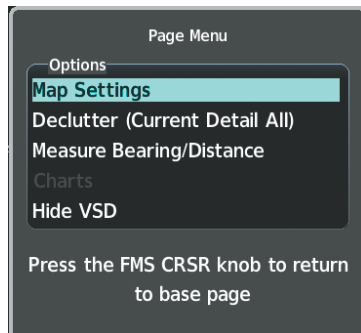 Page Menu
Options
Map Settings
Declutter (Current Detail All)
Measure Bearing/Distance
Charts
Hide VSD
Press the FMS CRSR knob to return
to base page